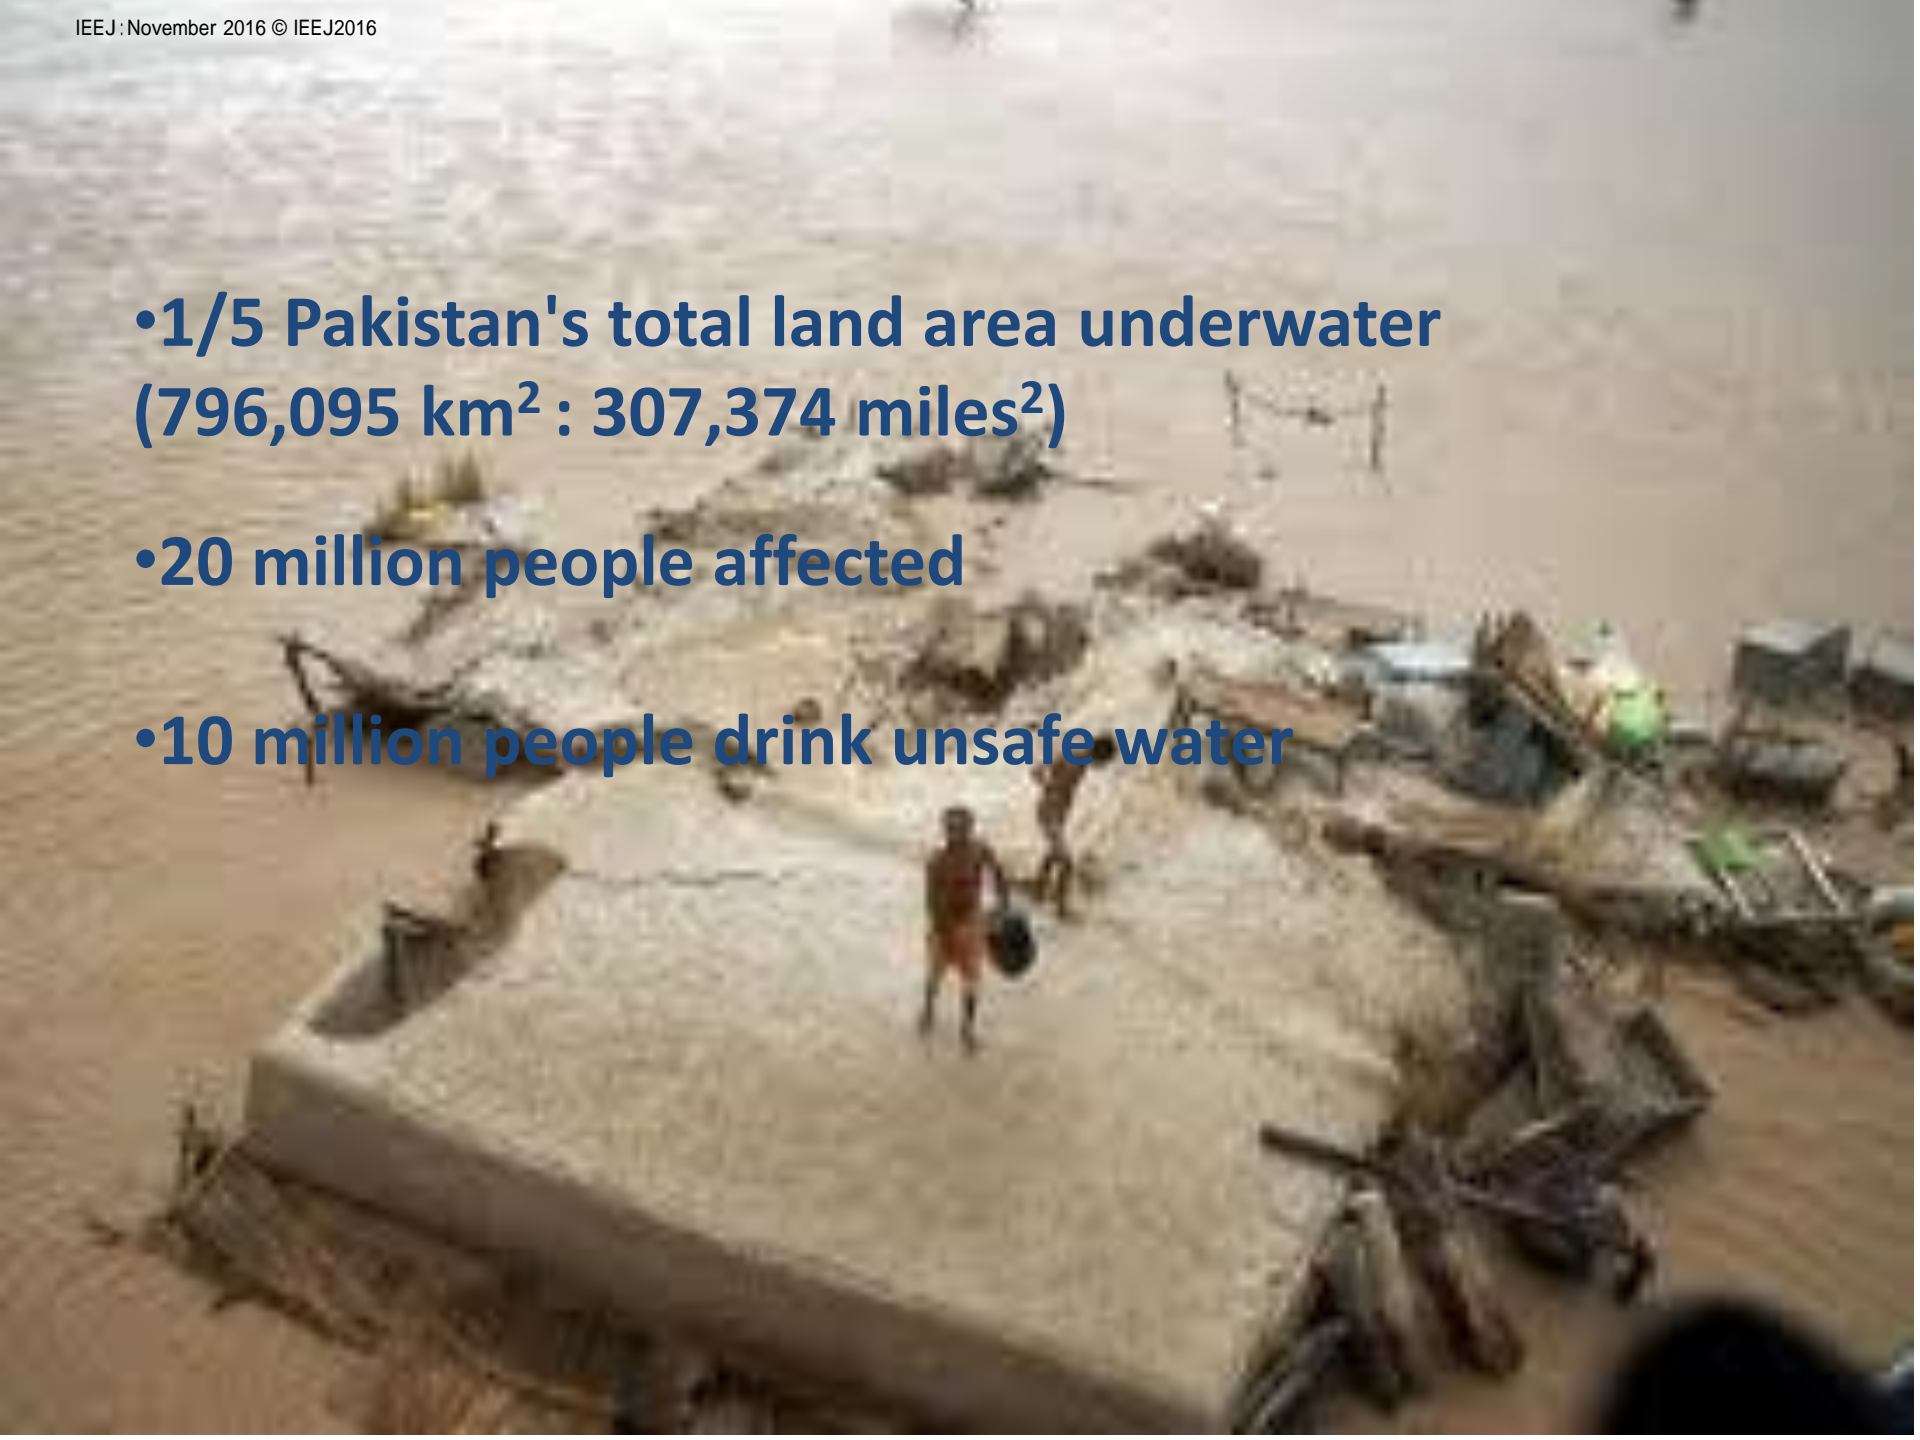 IEEJ：November 2016 © IEEJ2016
•1/5 Pakistan's total land area underwater
(796,095 km² : 307,374 miles²)
•20 million people affected
•10 million people drink unsafe water